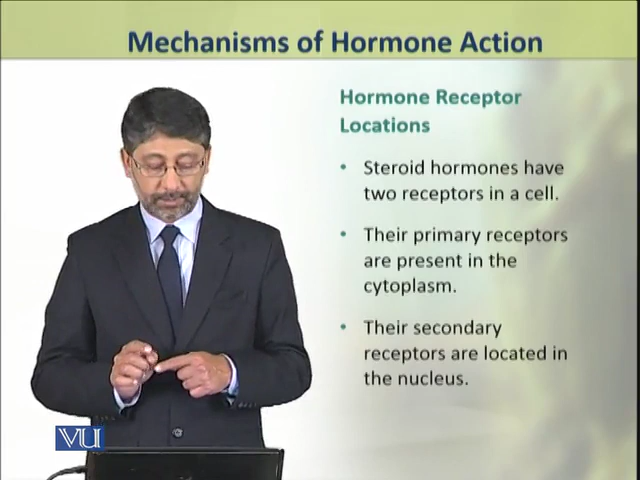 Mechanisms of Hormone Action
Hormone Receptor
Locations
• Steroid hormones have
two receptors in a cell.
• Their primary receptors
are present in the
cytoplasm.
• Their secondary
receptors are located in
the nucleus.
VU